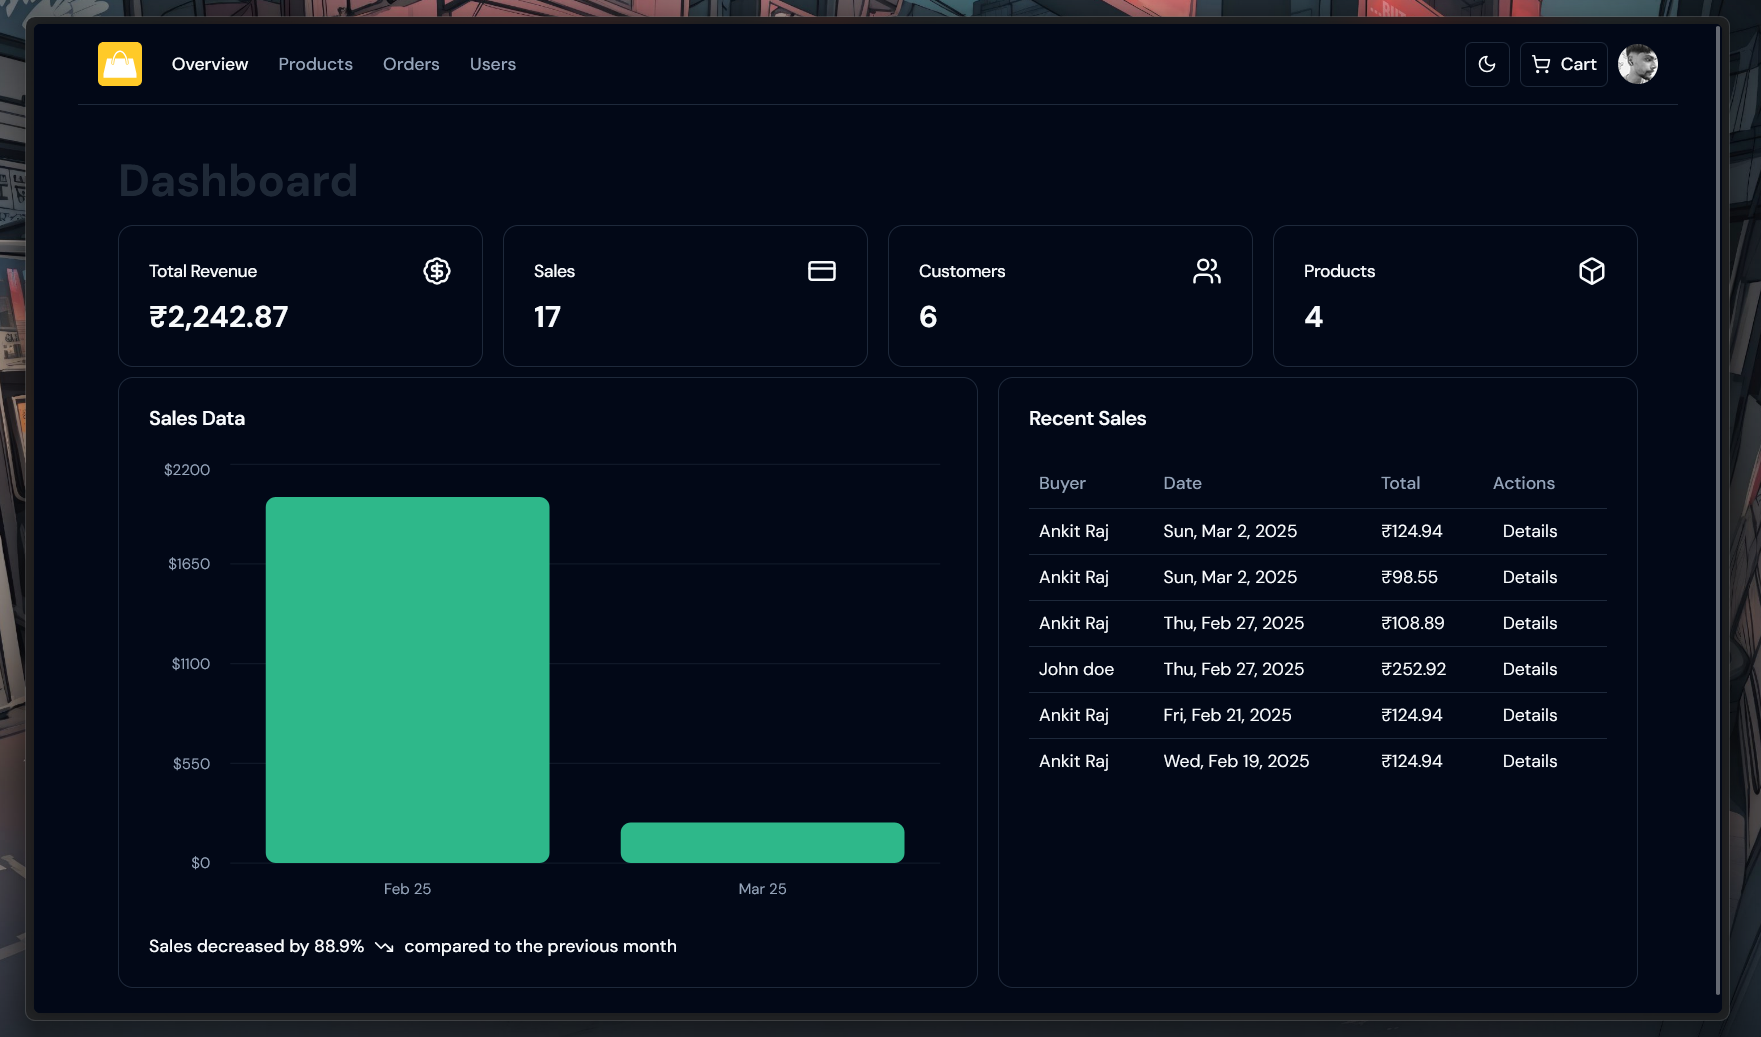 Overview Products Orders Users Cart
Dashboard
Total Revenue
₹2,242.87
Sales
17
Customers
6
Products
4
Sales Data
$2200
$1650
$1100
$550
$0
Feb 25 Mar 25
Sales decreased by 88.9% compared to the previous month
Recent Sales
Buyer Date Total Actions
Ankit Raj Sun, Mar 2, 2025 ₹124.94 Details
Ankit Raj Sun, Mar 2, 2025 ₹98.55 Details
Ankit Raj Thu, Feb 27, 2025 ₹108.89 Details
John doe Thu, Feb 27, 2025 ₹252.92 Details
Ankit Raj Fri, Feb 21, 2025 ₹124.94 Details
Ankit Raj Wed, Feb 19, 2025 ₹124.94 Details